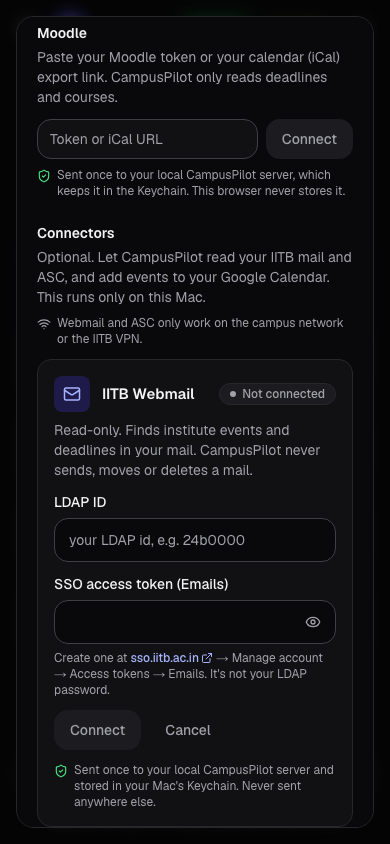 Moodle
Paste your Moodle token or your calendar (iCal)
export link. CampusPilot only reads deadlines
and courses.
Token or iCal URL
Connect
Sent once to your local CampusPilot server, which
keeps it in the Keychain. This browser never stores it.
Connectors
Optional. Let CampusPilot read your IITB mail and
ASC, and add events to your Google Calendar.
This runs only on this Mac.
Webmail and ASC only work on the campus network
or the IITB VPN.
IITB Webmail
Not connected
Read-only. Finds institute events and
deadlines in your mail. CampusPilot never
sends, moves or deletes a mail.
LDAP ID
your LDAP id, e.g. 24b0000
SSO access token (Emails)
Create one at sso.iitb.ac.in → Manage account
→ Access tokens → Emails. It's not your LDAP
password.
Connect
Cancel
Sent once to your local CampusPilot server and
stored in your Mac's Keychain. Never sent
anywhere else.